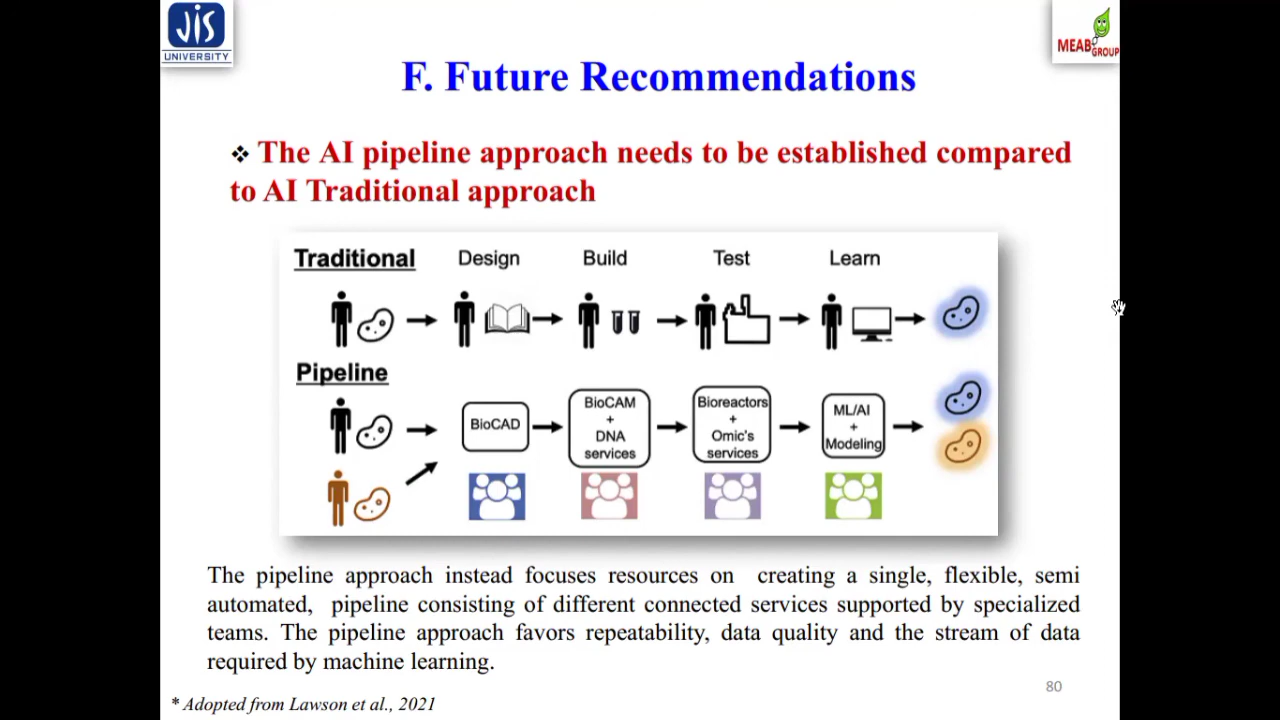 JIS
UNIVERSITY
MEAB GROUP
F. Future Recommendations
❖ The AI pipeline approach needs to be established compared
to AI Traditional approach
Traditional Design Build Test Learn
Pipeline
BioCAD
BioCAM
+
DNA
services
Bioreactors
+
Omic's
services
ML/AI
+
Modeling
The pipeline approach instead focuses resources on creating a single, flexible, semi
automated, pipeline consisting of different connected services supported by specialized
teams. The pipeline approach favors repeatability, data quality and the stream of data
required by machine learning.
80
* Adopted from Lawson et al., 2021